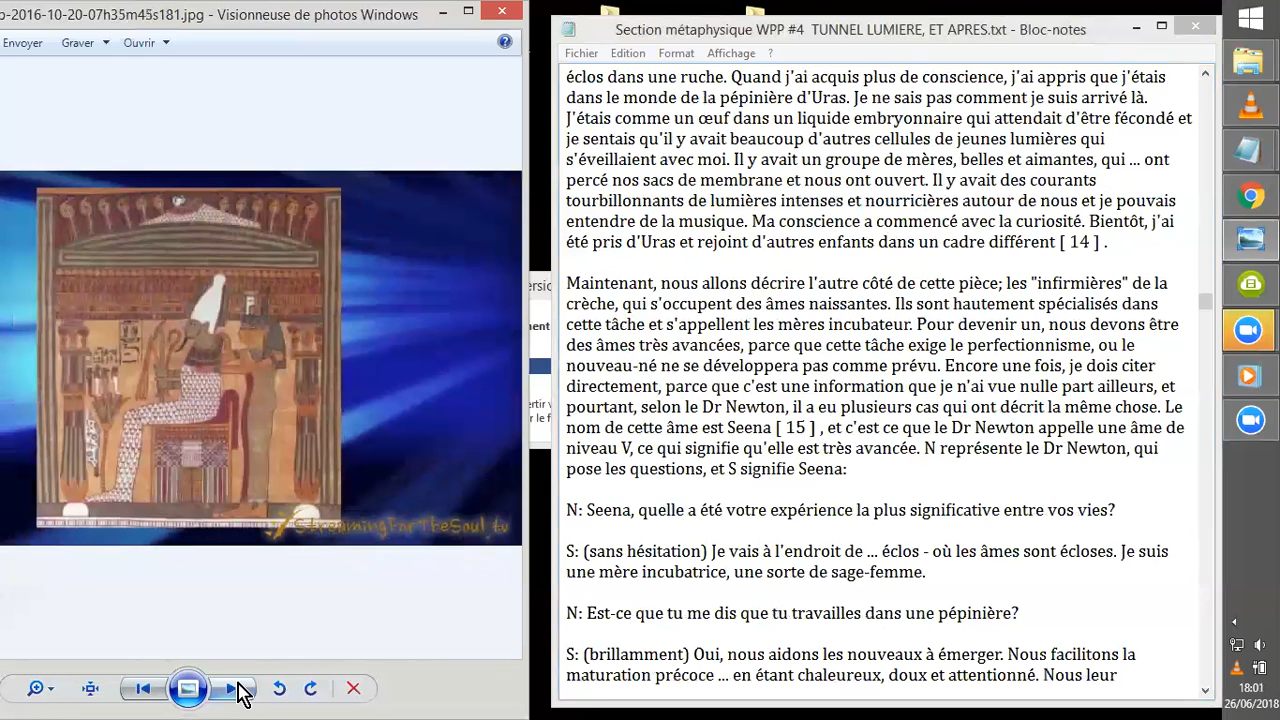 -2016-10-20-07h35m45s181.jpg - Visionneuse de photos Windows
Envoyer Graver Ouvrir
StreamingForTheSoul.tv
Section métaphysique WPP #4 TUNNEL LUMIERE, ET APRES.txt - Bloc-notes
Fichier Edition Format Affichage ?
éclos dans une ruche. Quand j'ai acquis plus de conscience, j'ai appris que j'étais
dans le monde de la pépinière d'Uras. Je ne sais pas comment je suis arrivé là.
J'étais comme un œuf dans un liquide embryonnaire qui attendait d'être fécondé et
je sentais qu'il y avait beaucoup d'autres cellules de jeunes lumières qui
s'éveillaient avec moi. Il y avait un groupe de mères, belles et aimantes, qui ... ont
percé nos sacs de membrane et nous ont ouvert. Il y avait des courants
tourbillonnants de lumières intenses et nourricières autour de nous et je pouvais
entendre de la musique. Ma conscience a commencé avec la curiosité. Bientôt, j'ai
été pris d'Uras et rejoint d'autres enfants dans un cadre différent [ 14 ] .
Maintenant, nous allons décrire l'autre côté de cette pièce; les "infirmières" de la
crèche, qui s'occupent des âmes naissantes. Ils sont hautement spécialisés dans
cette tâche et s'appellent les mères incubateur. Pour devenir un, nous devons être
des âmes très avancées, parce que cette tâche exige le perfectionnisme, ou le
nouveau-né ne se développera pas comme prévu. Encore une fois, je dois citer
directement, parce que c'est une information que je n'ai vue nulle part ailleurs, et
pourtant, selon le Dr Newton, il a eu plusieurs cas qui ont décrit la même chose. Le
nom de cette âme est Seena [ 15 ] , et c'est ce que le Dr Newton appelle une âme de
niveau V, ce qui signifie qu'elle est très avancée. N représente le Dr Newton, qui
pose les questions, et S signifie Seena:
N: Seena, quelle a été votre expérience la plus significative entre vos vies?
S: (sans hésitation) Je vais à l'endroit de ... éclos - où les âmes sont écloses. Je suis
une mère incubatrice, une sorte de sage-femme.
N: Est-ce que tu me dis que tu travailles dans une pépinière?
S: (brillamment) Oui, nous aidons les nouveaux à émerger. Nous facilitons la
maturation précoce ... en étant chaleureux, doux et attentionné. Nous leur
18:01
26/06/2018